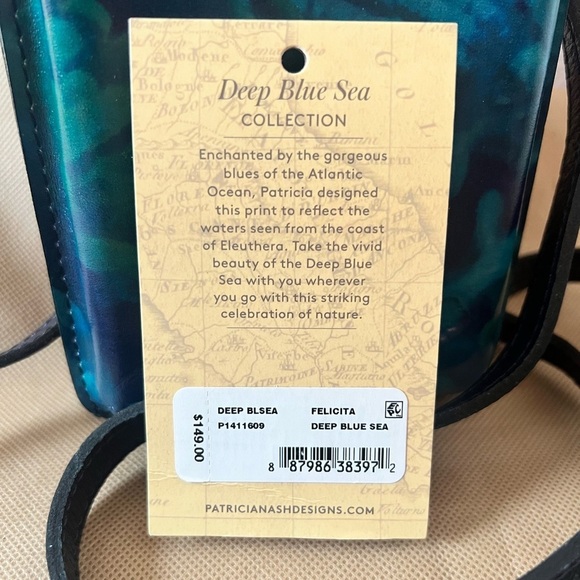 Deep Blue Sea
COLLECTION
Enchanted by the gorgeous
blues of the Atlantic
Ocean, Patricia designed
this print to reflect the
waters seen from the coast
of Eleuthera. Take the vivid
beauty of the Deep Blue
Sea with you wherever
you go with this striking
celebration of nature.
$149.00
DEEP BLSEA FELICITA
P1411609 DEEP BLUE SEA
8 87986 38397 2
PATRICIANASHDESIGNS.COM